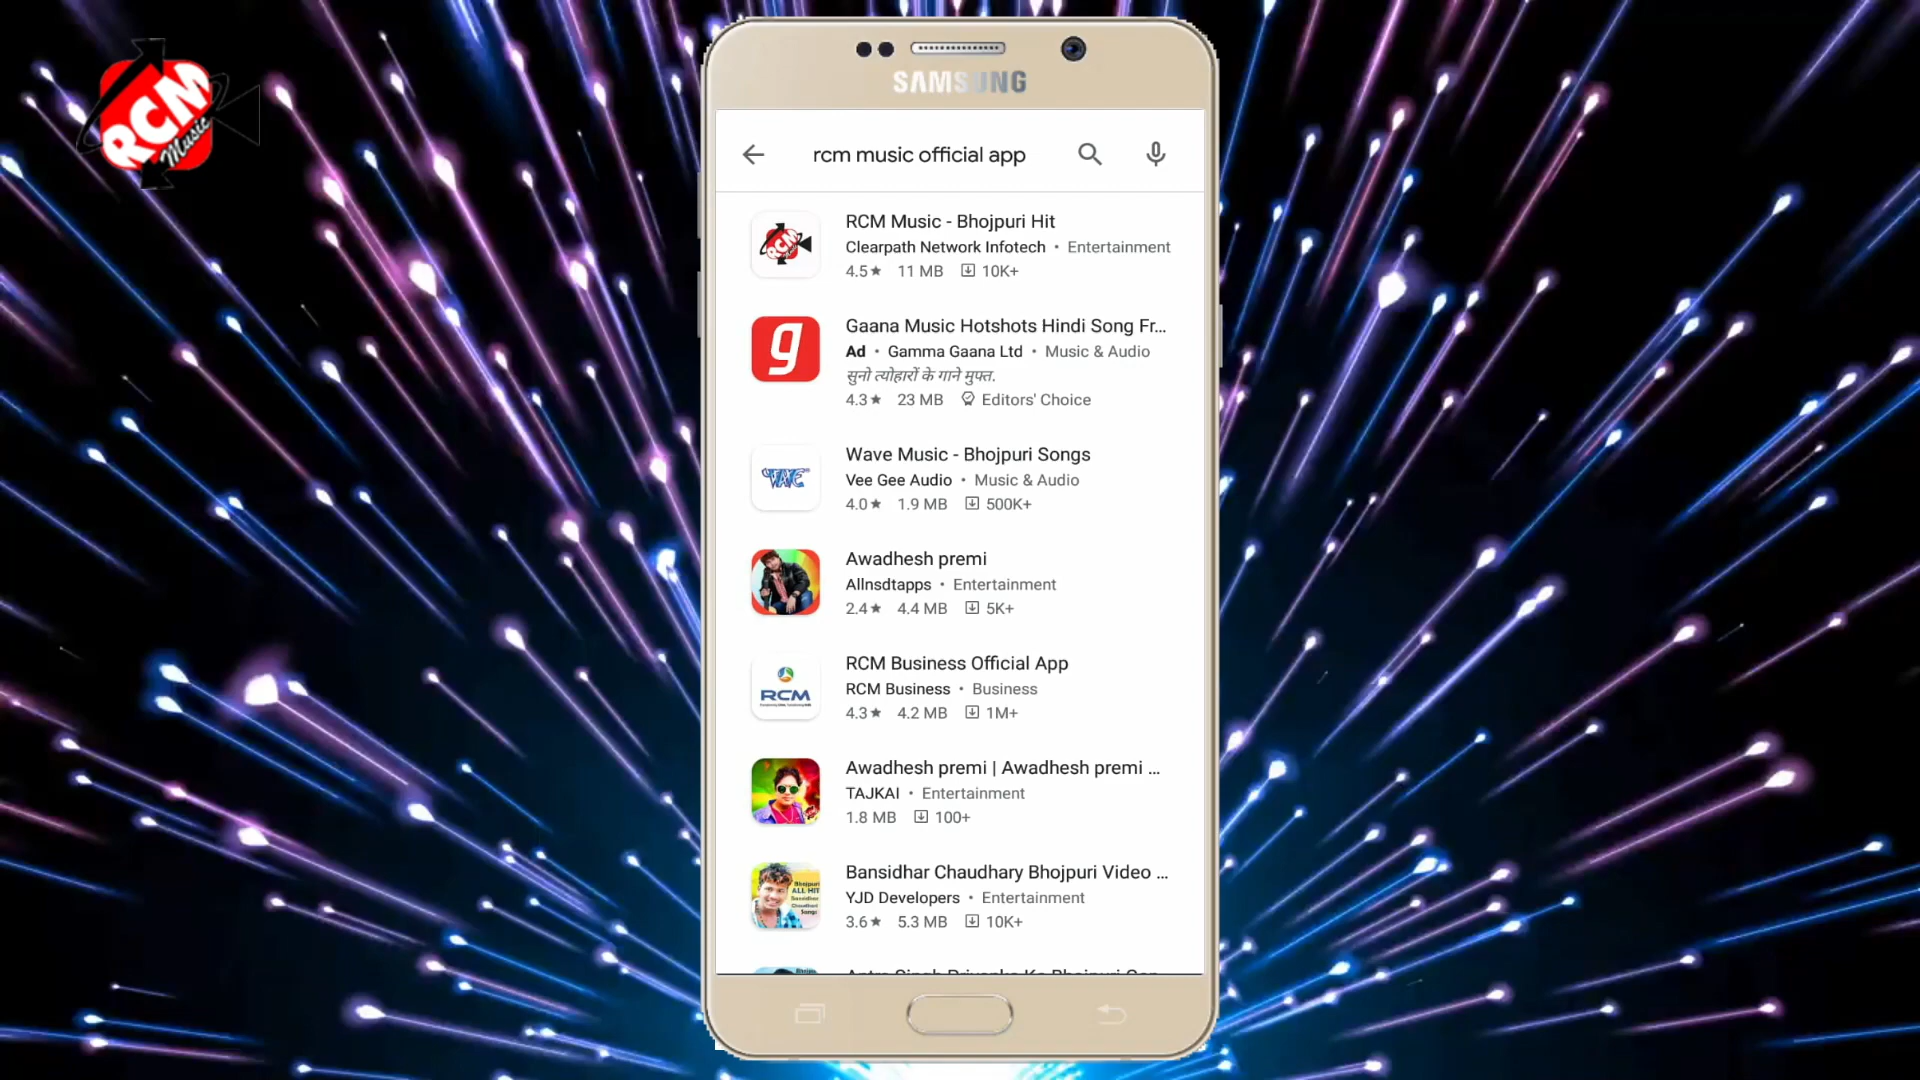 RCM
Music
SAMSUNG
rcm music official app
RCM Music - Bhojpuri Hit
Clearpath Network Infotech • Entertainment
4.5★ 11 MB 10K+
Gaana Music Hotshots Hindi Song Fr...
Ad • Gamma Gaana Ltd • Music & Audio
सुनो त्योहारों के गाने मुफ्त.
4.3★ 23 MB Editors' Choice
Wave Music - Bhojpuri Songs
Vee Gee Audio • Music & Audio
4.0★ 1.9 MB 500K+
Awadhesh premi
Allnsdtapps • Entertainment
2.4★ 4.4 MB 5K+
RCM Business Official App
RCM Business • Business
4.3★ 4.2 MB 1M+
Awadhesh premi | Awadhesh premi ...
TAJKAI • Entertainment
1.8 MB 100+
Bansidhar Chaudhary Bhojpuri Video ...
YJD Developers • Entertainment
3.6★ 5.3 MB 10K+